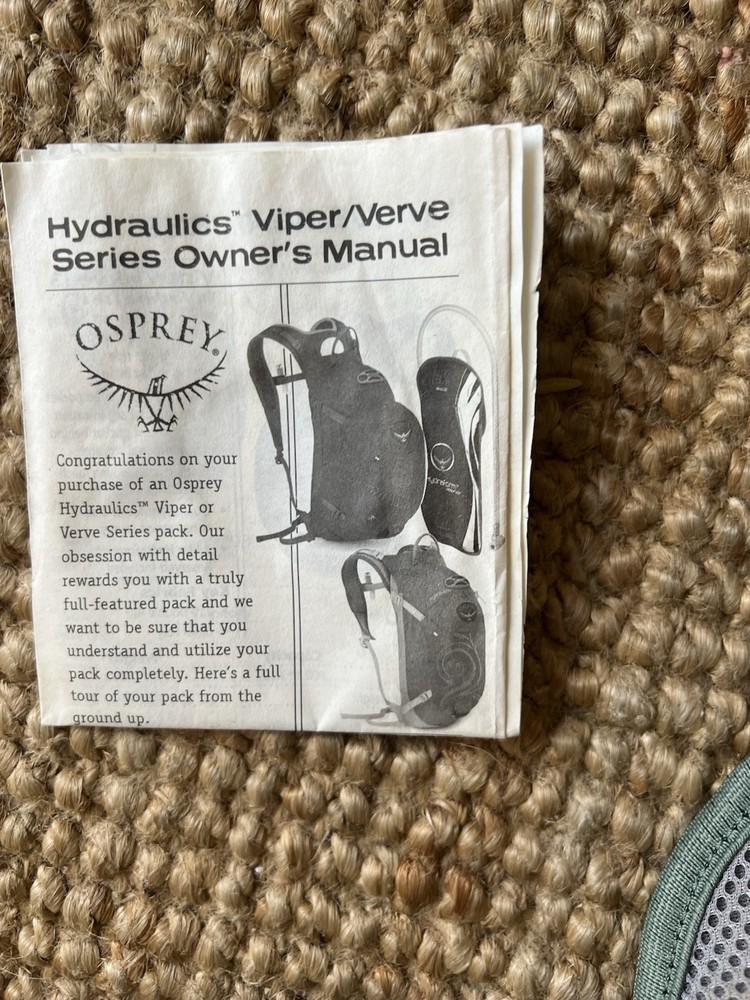 Hydraulics™ Viper/Verve
Series Owner's Manual
OSPREY®
Congratulations on your
purchase of an Osprey
Hydraulics™ Viper or
Verve Series pack. Our
obsession with detail
rewards you with a truly
full-featured pack and we
want to be sure that you
understand and utilize your
pack completely. Here's a full
tour of your pack from the
ground up.